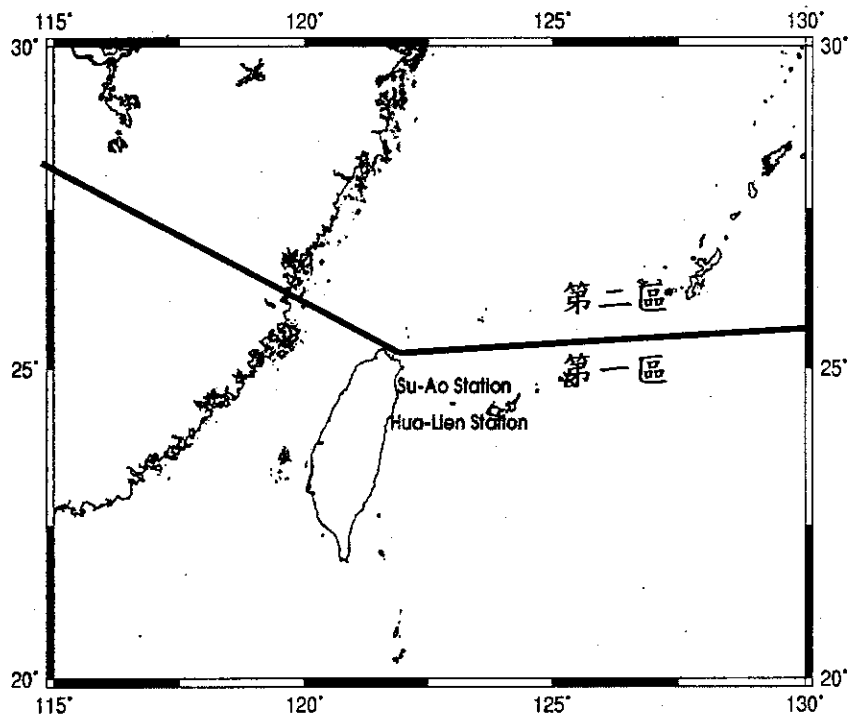 115° 120° 125° 130°
30° 30°
第二區
25° 25°
第一區
Su-Ao Station
Hua-Lien Station
20° 20°
115° 120° 125° 130°